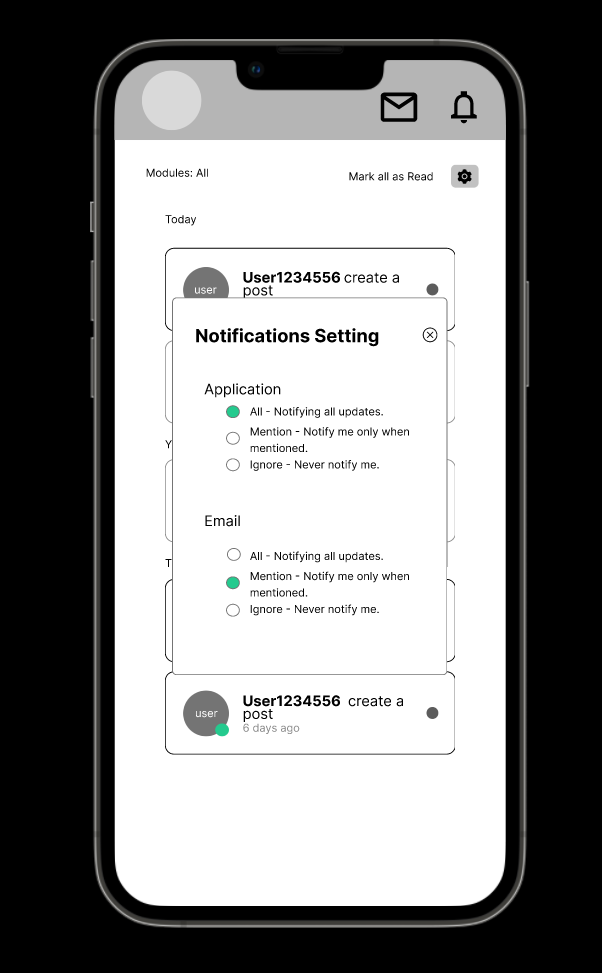 Modules: All
Mark all as Read
Today
user
User1234556 create a
post
Notifications Setting
Application
All - Notifying all updates.
Mention - Notify me only when
mentioned.
Ignore - Never notify me.
Y
Email
All - Notifying all updates.
Mention - Notify me only when
mentioned.
Ignore - Never notify me.
T
user
User1234556 create a
post
6 days ago